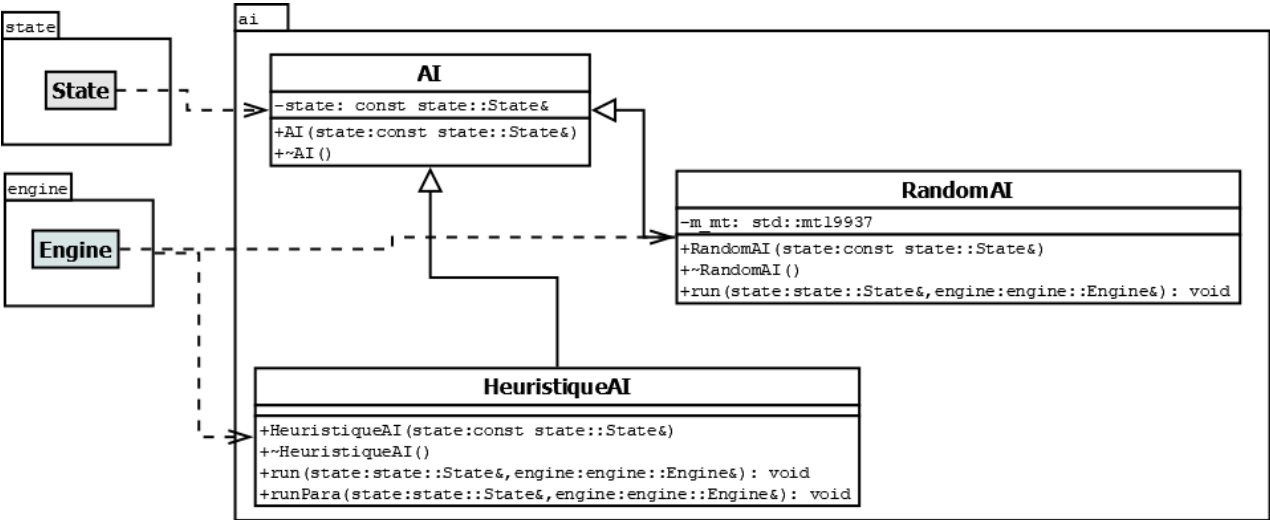 state
State
engine
Engine
ai
AI
-state: const state::State&
+AI(state:const state::State&)
+~AI()
RandomAI
-m_mt: std::mt19937
+RandomAI(state:const state::State&)
+~RandomAI()
+run(state:state::State&,engine:engine::Engine&): void
HeuristiqueAI
+HeuristiqueAI(state:const state::State&)
+~HeuristiqueAI()
+run(state:state::State&,engine:engine::Engine&): void
+runPara(state:state::State&,engine:engine::Engine&): void